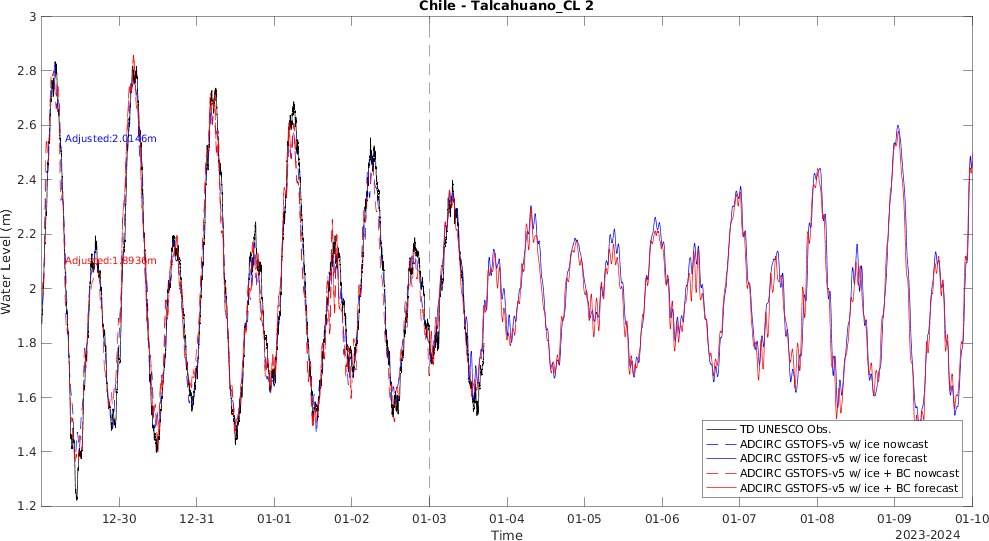 Chile - Talcahuano_CL 2
Water Level (m)
3
2.8
2.6
2.4
2.2
2
1.8
1.6
1.4
1.2
Adjusted:2.0146m
Adjusted:1.8936m
TD UNESCO Obs.
ADCIRC GSTOFS-v5 w/ ice nowcast
ADCIRC GSTOFS-v5 w/ ice forecast
ADCIRC GSTOFS-v5 w/ ice + BC nowcast
ADCIRC GSTOFS-v5 w/ ice + BC forecast
12-30 12-31 01-01 01-02 01-03 01-04 01-05 01-06 01-07 01-08 01-09 01-10
Time
2023-2024